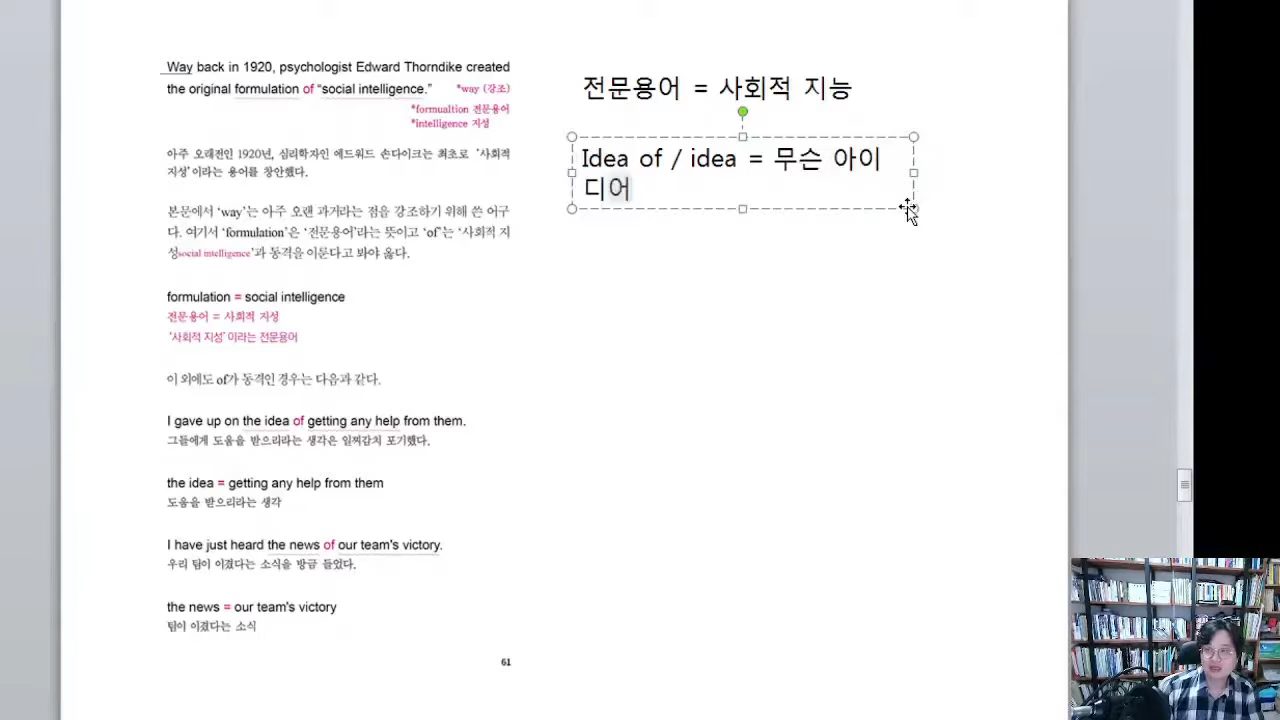 Way back in 1920, psychologist Edward Thorndike created
the original formulation of “social intelligence.” *way (강조)
*formualtion 전문용어
*intelligence 지성
아주 오래전인 1920년, 심리학자인 에드워드 손다이크는 최초로 ‘사회적
지성’이라는 용어를 창안했다.
본문에서 ‘way’는 아주 오랜 과거라는 점을 강조하기 위해 쓴 어구
다. 여기서 ‘formulation’은 ‘전문용어’라는 뜻이고 ‘of’는 ‘사회적 지
성social intelligence’과 동격을 이룬다고 봐야 옳다.
formulation = social intelligence
전문용어 = 사회적 지성
‘사회적 지성’이라는 전문용어
이 외에도 of가 동격인 경우는 다음과 같다.
I gave up on the idea of getting any help from them.
그들에게 도움을 받으리라는 생각은 일찌감치 포기했다.
the idea = getting any help from them
도움을 받으리라는 생각
I have just heard the news of our team's victory.
우리 팀이 이겼다는 소식을 방금 들었다.
the news = our team's victory
팀이 이겼다는 소식
61
전문용어 = 사회적 지능
Idea of / idea = 무슨 아이
디어